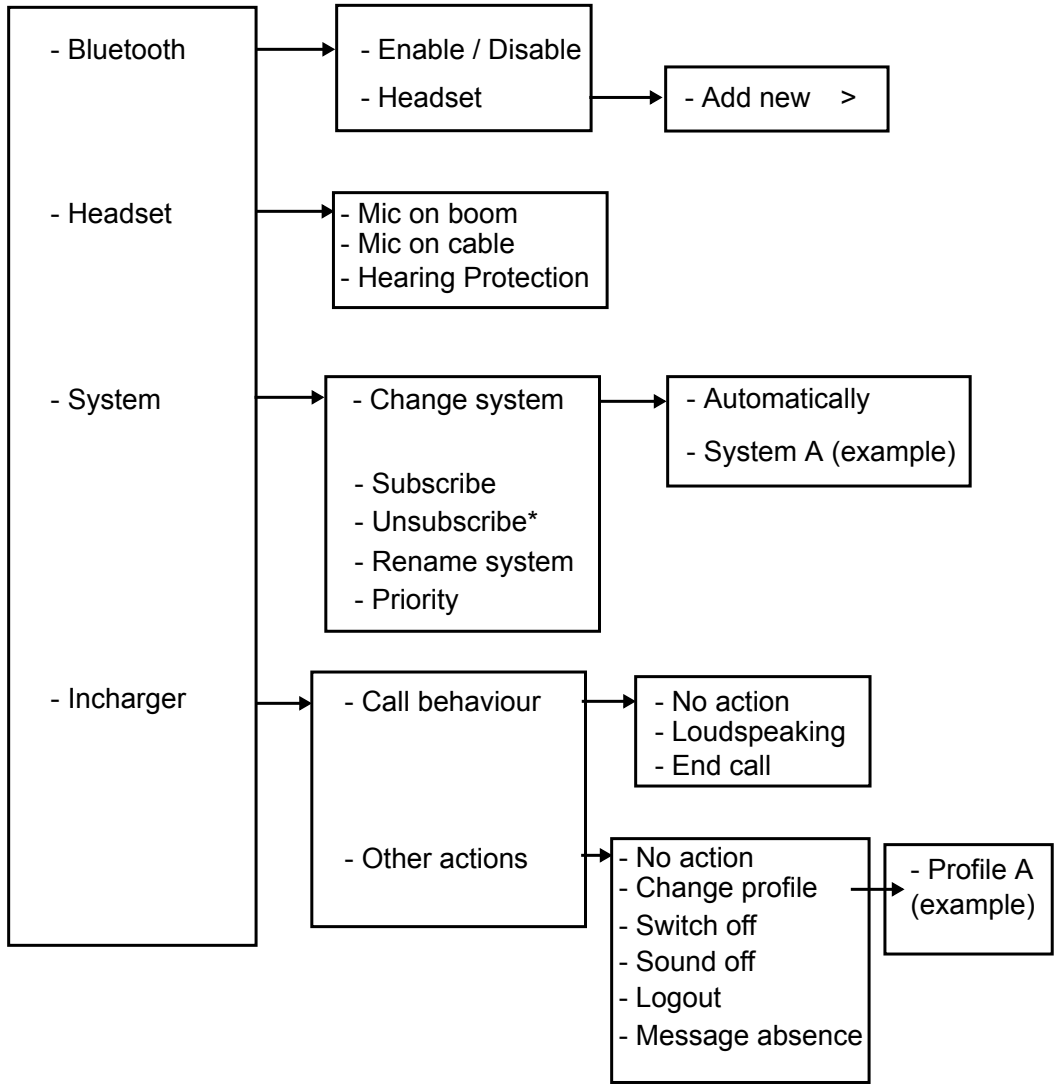 - Bluetooth
- Enable / Disable
- Headset
- Add new >
- Headset
- Mic on boom
- Mic on cable
- Hearing Protection
- System
- Change system
- Subscribe
- Unsubscribe*
- Rename system
- Priority
- Automatically
- System A (example)
- Incharger
- Call behaviour
- No action
- Loudspeaking
- End call
- Other actions
- No action
- Change profile
- Switch off
- Sound off
- Logout
- Message absence
- Profile A
(example)